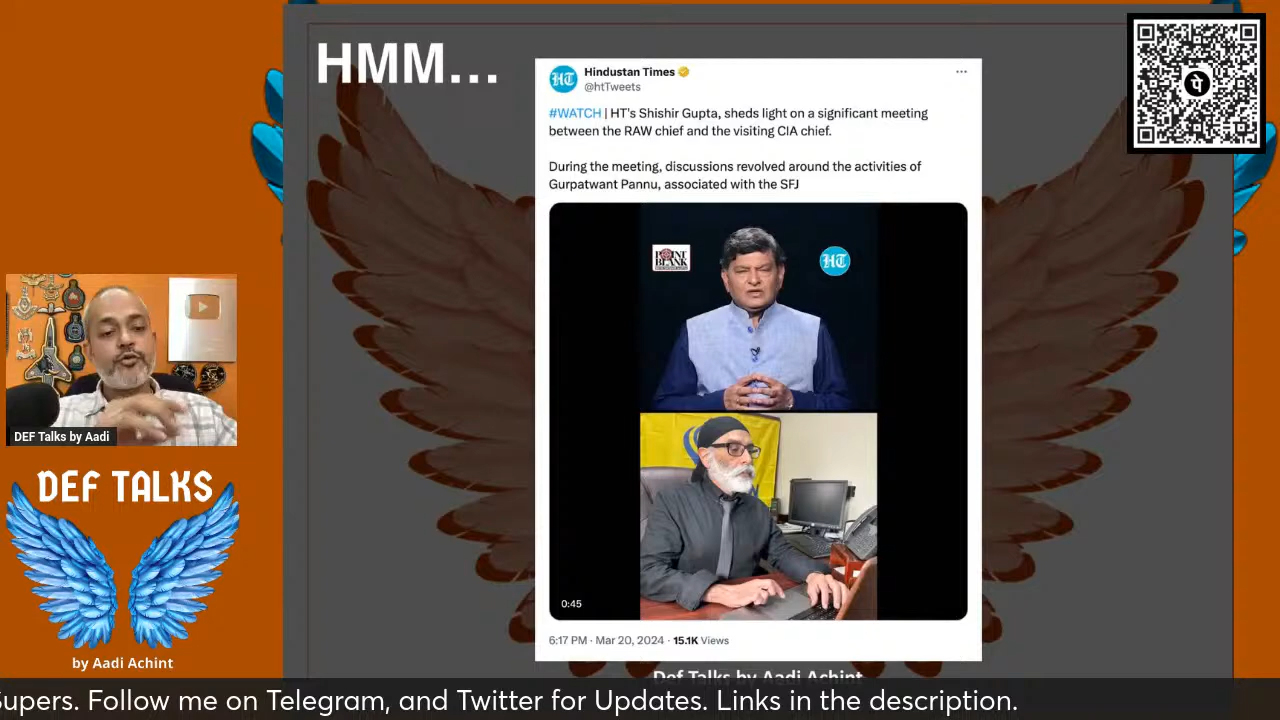 HMM...
HT
Hindustan Times
@htTweets
#WATCH | HT's Shishir Gupta, sheds light on a significant meeting
between the RAW chief and the visiting CIA chief.
During the meeting, discussions revolved around the activities of
Gurpatwant Pannu, associated with the SFJ
POINT
BLANK
HT
0:45
6:17 PM · Mar 20, 2024 · 15.1K Views
पे
DEF Talks by Aadi
DEF TALKS
by Aadi Achint
Def Talks by Aadi Achint
Supers. Follow me on Telegram, and Twitter for Updates. Links in the description.